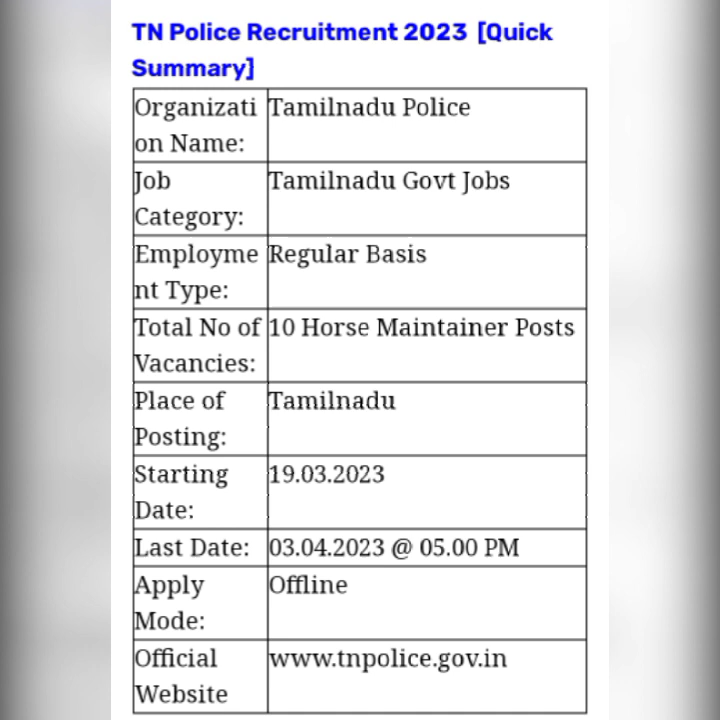 TN Police Recruitment 2023 [Quick
Summary]
Organizati
on Name:
Tamilnadu Police
Job
Category:
Tamilnadu Govt Jobs
Employme
nt Type:
Regular Basis
Total No of
Vacancies:
10 Horse Maintainer Posts
Place of
Posting:
Tamilnadu
Starting
Date:
19.03.2023
Last Date:
03.04.2023 @ 05.00 PM
Apply
Mode:
Offline
Official
Website
www.tnpolice.gov.in